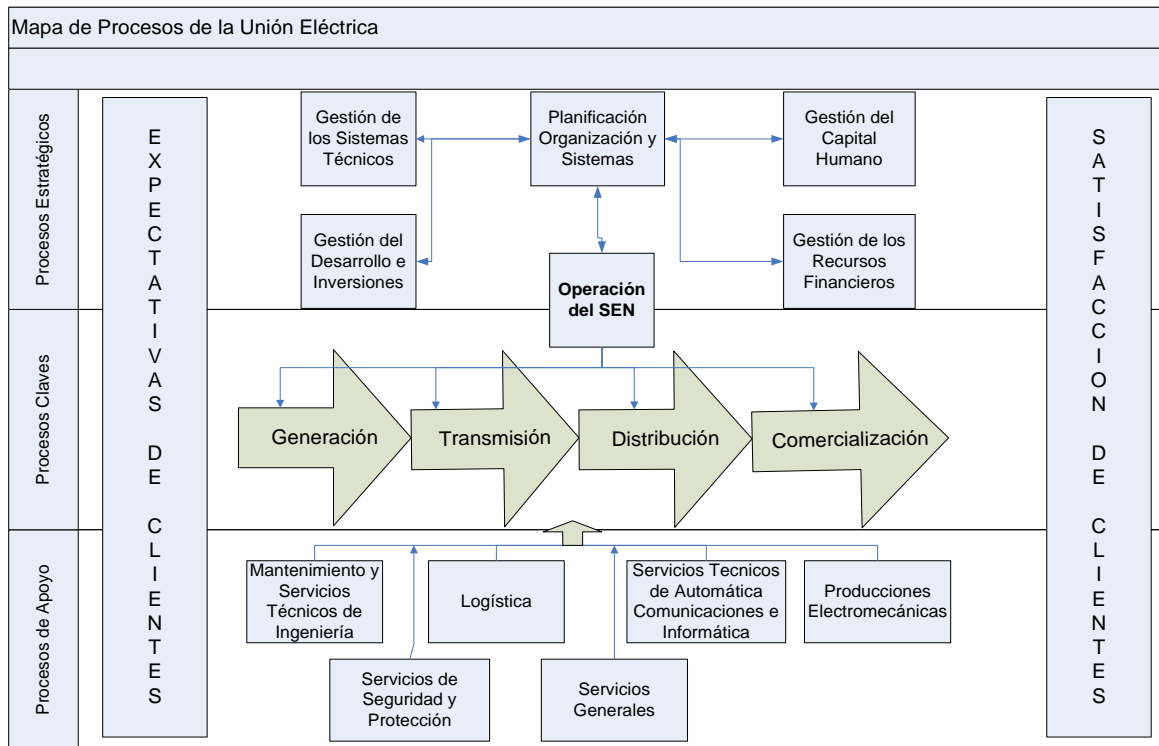 Mapa de Procesos de la Unión Eléctrica
Procesos Estratégicos
Procesos Claves
Procesos de Apoyo
EXPECTATIVAS DE CLIENTES
Gestión de
los Sistemas
Técnicos
Planificación
Organización y
Sistemas
Gestión del
Capital
Humano
Gestión del
Desarrollo e
Inversiones
Operación
del SEN
Gestión de los
Recursos
Financieros
Generación
Transmisión
Distribución
Comercialización
Mantenimiento y
Servicios
Técnicos de
Ingeniería
Logística
Servicios Tecnicos
de Automática
Comunicaciones e
Informática
Producciones
Electromecánicas
Servicios de
Seguridad y
Protección
Servicios
Generales
SATISFACCION DE CLIENTES